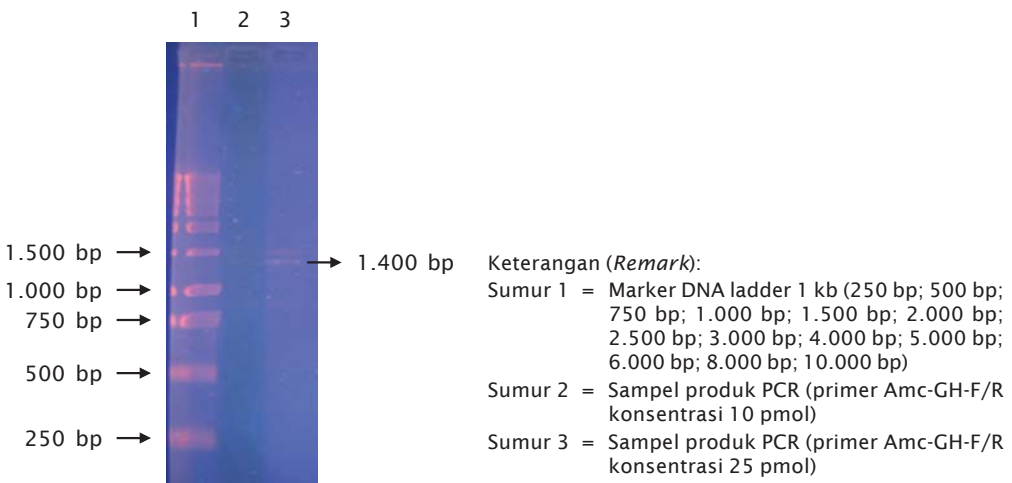 1 2 3
1.500 bp
1.400 bp
1.000 bp
750 bp
500 bp
250 bp
Keterangan (Remark):
Sumur 1 = Marker DNA ladder 1 kb (250 bp; 500 bp;
750 bp; 1.000 bp; 1.500 bp; 2.000 bp;
2.500 bp; 3.000 bp; 4.000 bp; 5.000 bp;
6.000 bp; 8.000 bp; 10.000 bp)
Sumur 2 = Sampel produk PCR (primer Amc-GH-F/R
konsentrasi 10 pmol)
Sumur 3 = Sampel produk PCR (primer Amc-GH-F/R
konsentrasi 25 pmol)